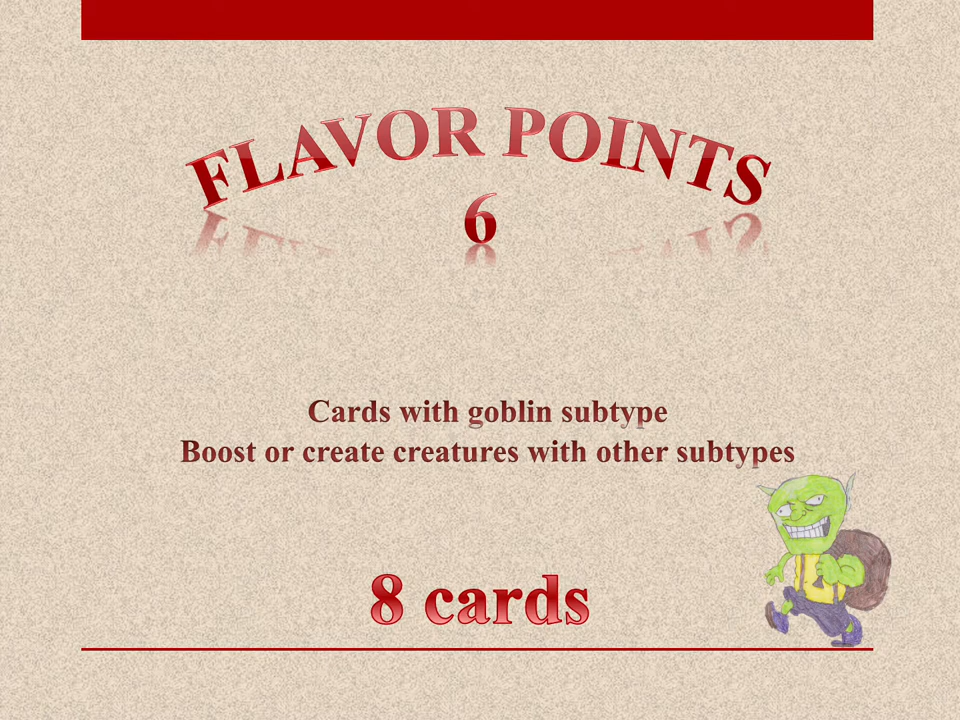 FLAVOR POINTS
6
Cards with goblin subtype
Boost or create creatures with other subtypes
8 cards